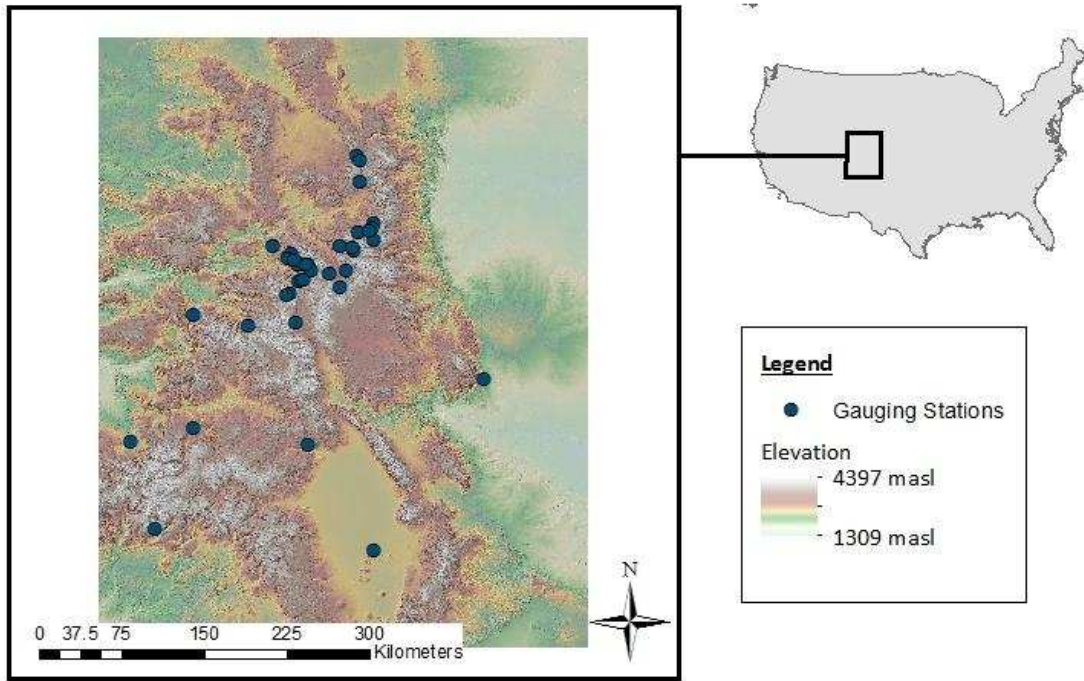 Legend
Gauging Stations
Elevation
4397 masl
1309 masl
N
0 37.5 75 150 225 300
Kilometers